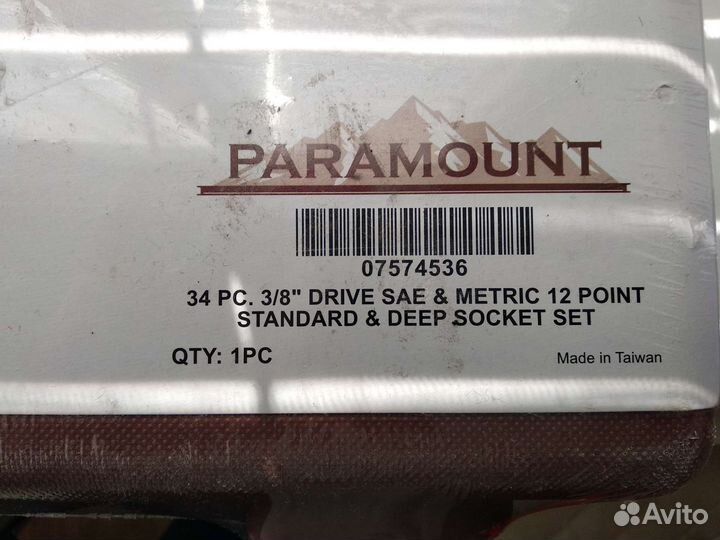 PARAMOUNT
07574536
34 PC. 3/8" DRIVE SAE & METRIC 12 POINT
STANDARD & DEEP SOCKET SET
QTY: 1PC
Made in Taiwan
Avito